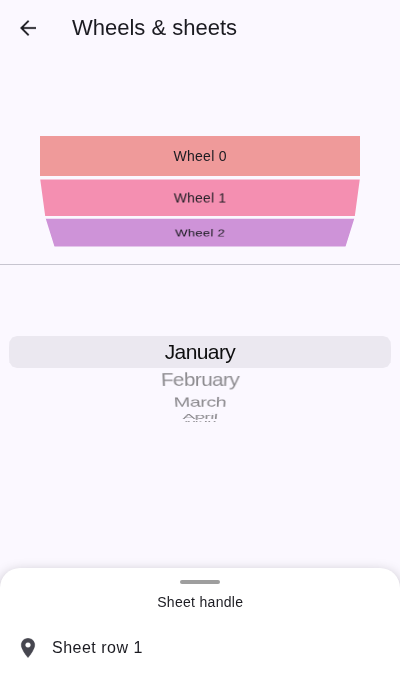 Wheels & sheets
Wheel 0
Wheel 1
Wheel 2
January
February
March
April
Sheet handle
Sheet row 1